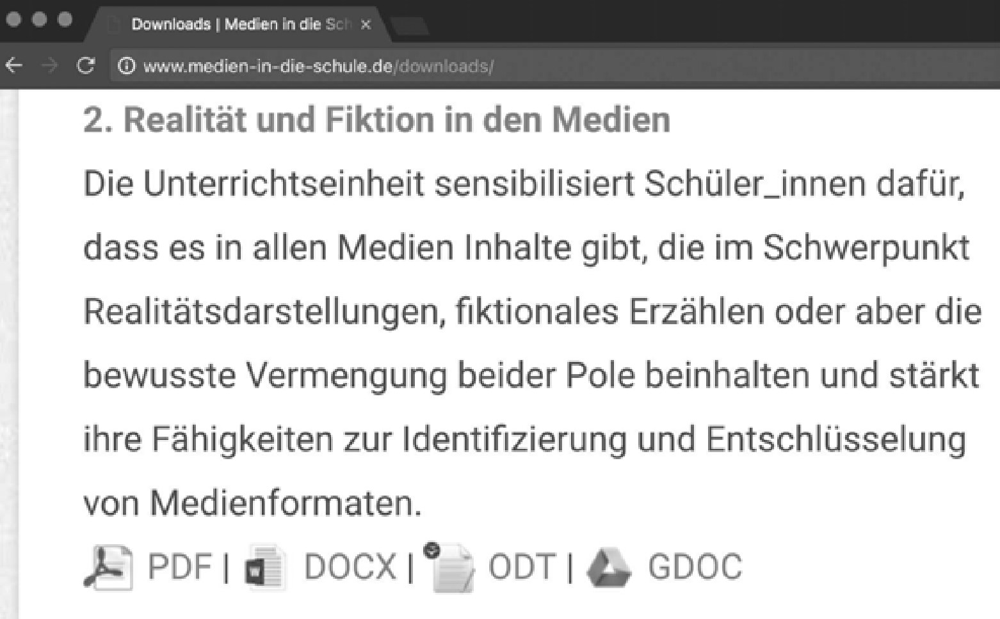 Downloads | Medien in die Sch
www.medien-in-die-schule.de/downloads/
2. Realität und Fiktion in den Medien
Die Unterrichtseinheit sensibilisiert Schüler_innen dafür,
dass es in allen Medien Inhalte gibt, die im Schwerpunkt
Realitätsdarstellungen, fiktionales Erzählen oder aber die
bewusste Vermengung beider Pole beinhalten und stärkt
ihre Fähigkeiten zur Identifizierung und Entschlüsselung
von Medienformaten.
PDF | DOCX | ODT | GDOC